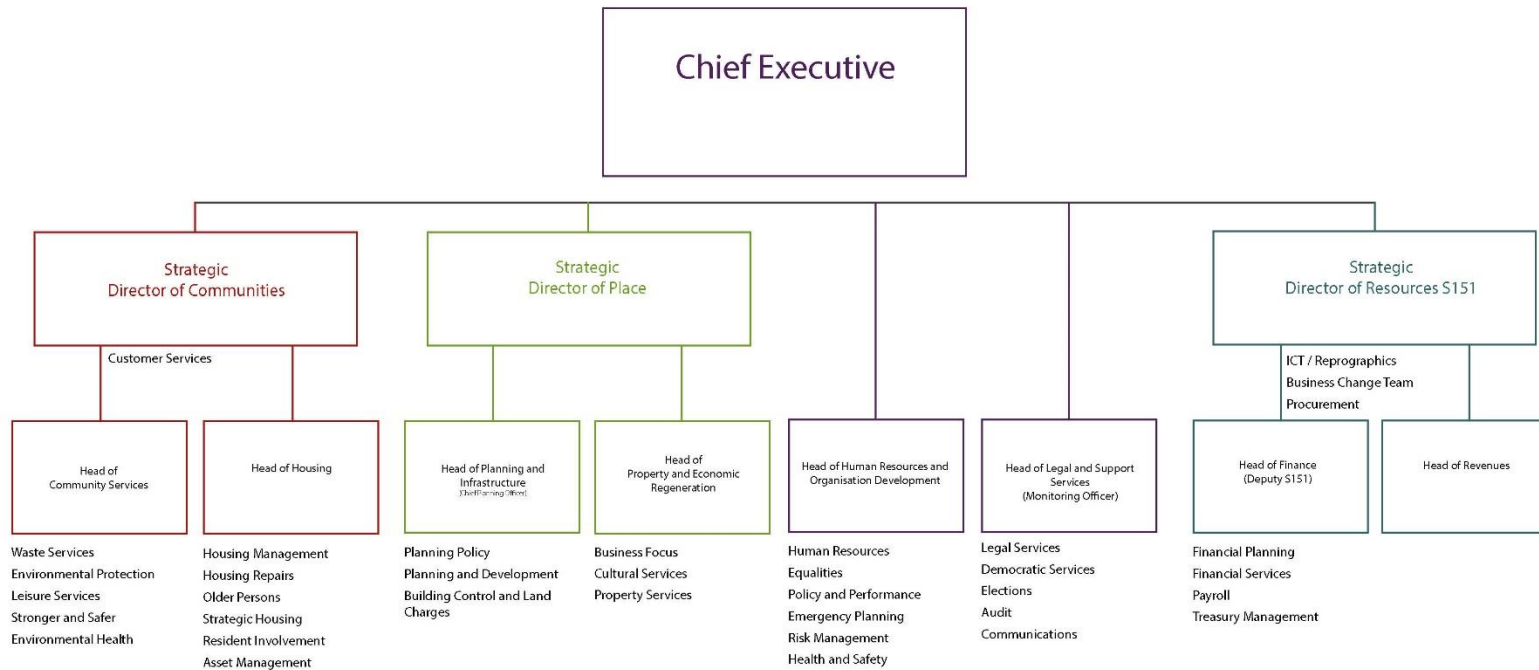 Chief Executive
Strategic
Director of Communities
Strategic
Director of Place
Strategic
Director of Resources S151
Customer Services
ICT / Reprographics
Business Change Team
Procurement
Head of
Community Services
Head of Housing
Head of Planning and
Infrastructure
(Chief Planning Officer)
Head of
Property and Economic
Regeneration
Head of Human Resources and
Organisation Development
Head of Legal and Support
Services
(Monitoring Officer)
Head of Finance
(Deputy S151)
Head of Revenues
Waste Services
Environmental Protection
Leisure Services
Stronger and Safer
Environmental Health
Housing Management
Housing Repairs
Older Persons
Strategic Housing
Resident Involvement
Asset Management
Planning Policy
Planning and Development
Building Control and Land
Charges
Business Focus
Cultural Services
Property Services
Human Resources
Equalities
Policy and Performance
Emergency Planning
Risk Management
Health and Safety
Legal Services
Democratic Services
Elections
Audit
Communications
Financial Planning
Financial Services
Payroll
Treasury Management